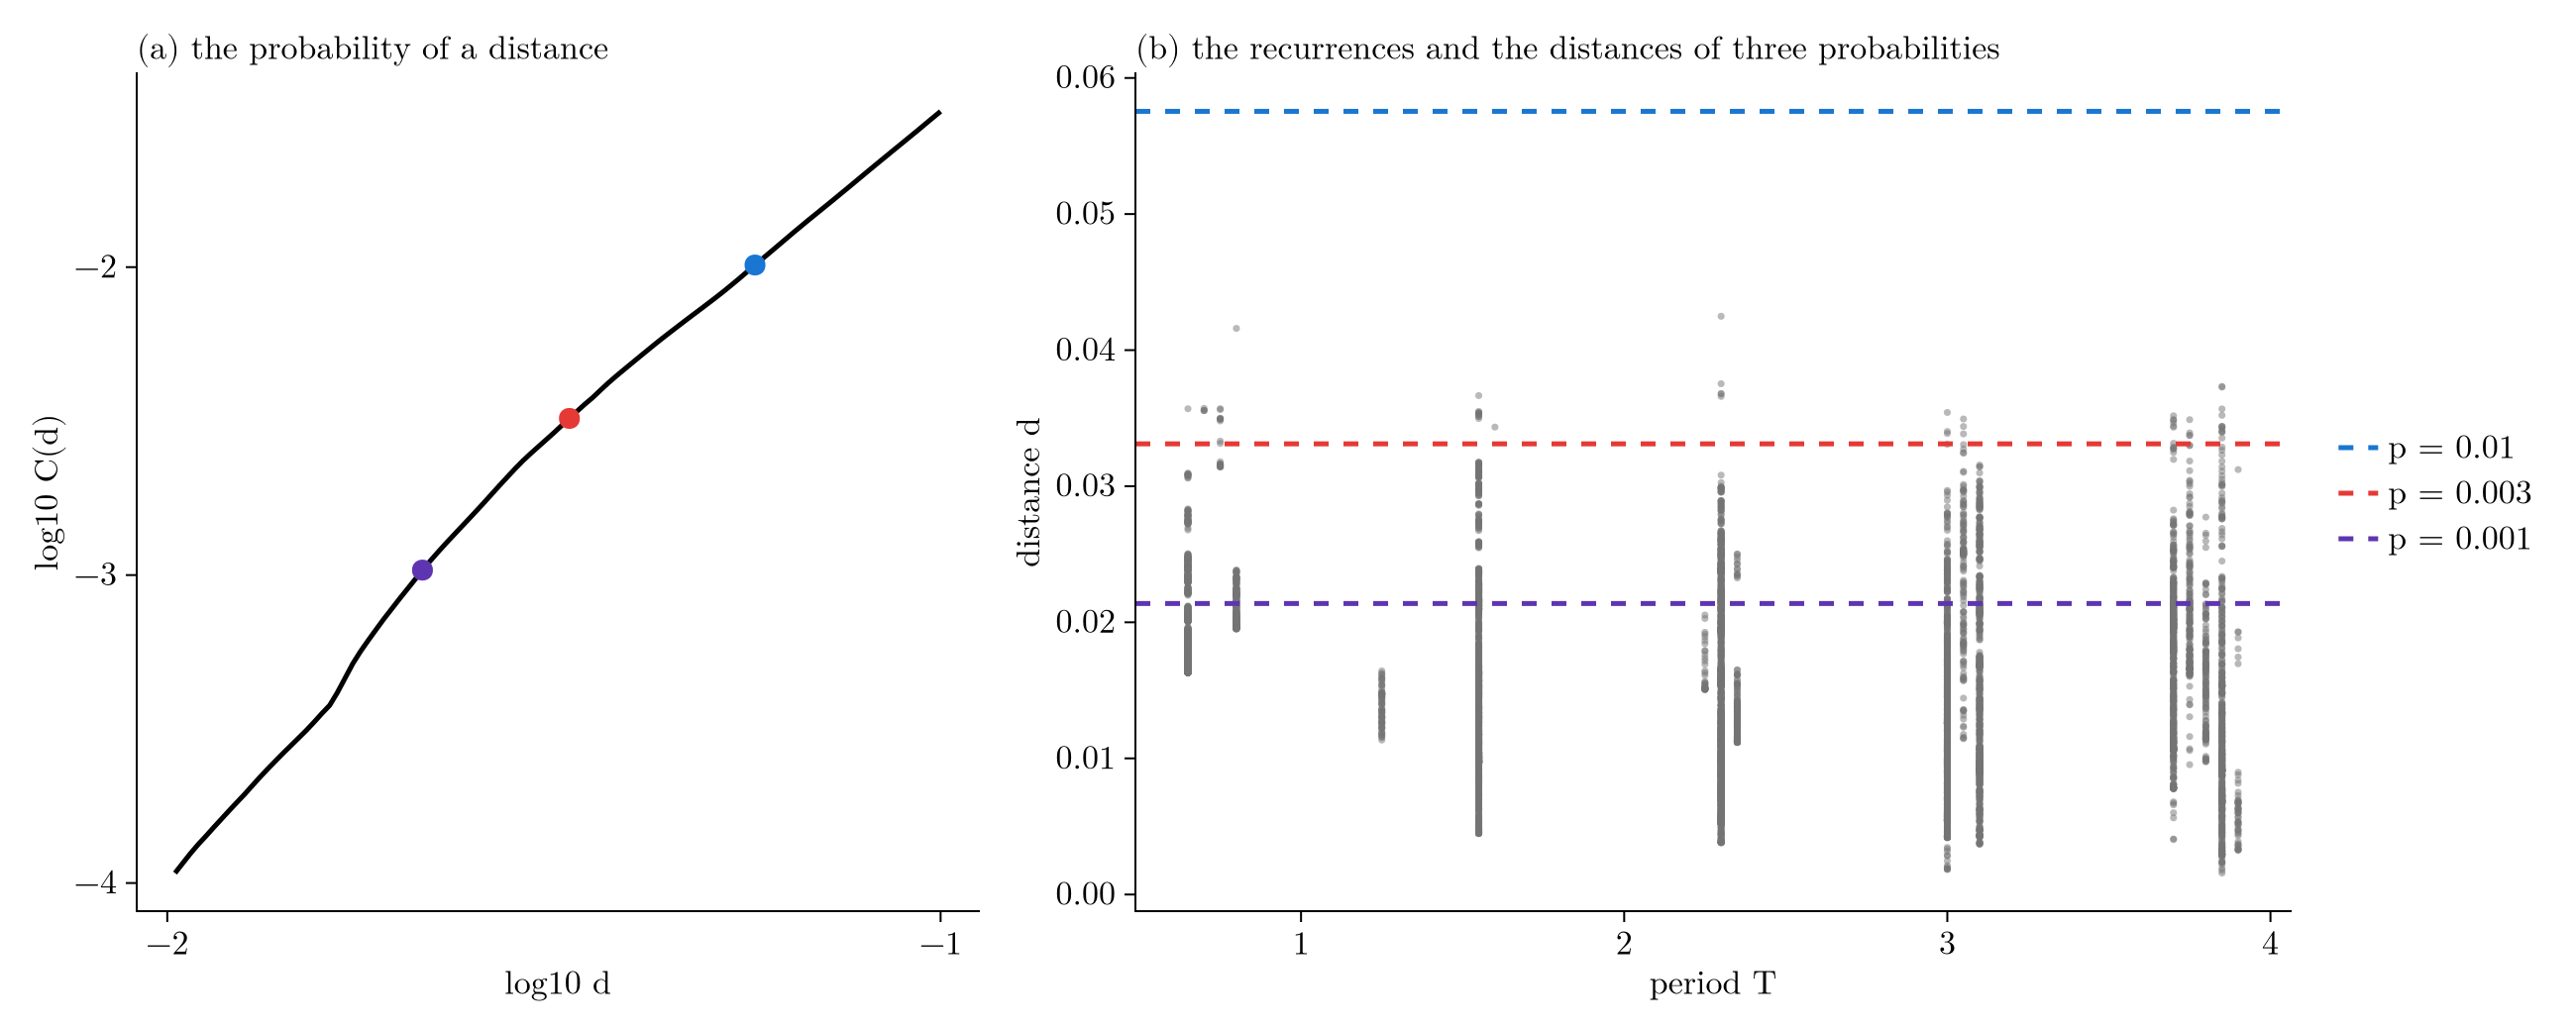 (a) the probability of a distance
log10 C(d)
−2
−3
−4
−2
−1
log10 d
(b) the recurrences and the distances of three probabilities
distance d
0.06
0.05
0.04
0.03
0.02
0.01
0.00
1
2
3
4
period T
p = 0.01
p = 0.003
p = 0.001